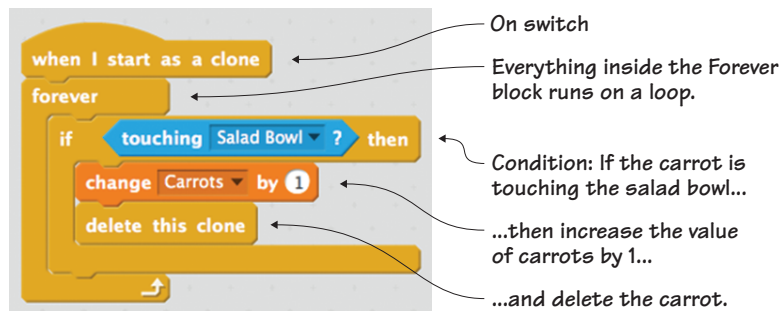 when I start as a clone
forever
if touching Salad Bowl ? then
change Carrots by 1
delete this clone
On switch
Everything inside the Forever
block runs on a loop.
Condition: If the carrot is
touching the salad bowl...
...then increase the value
of carrots by 1...
...and delete the carrot.